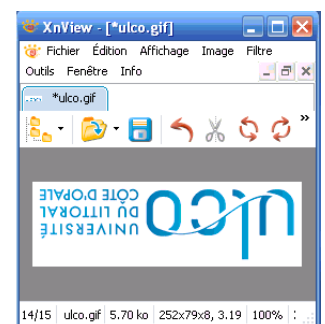 XnView - [*ulco.gif]
Fichier Édition Affichage Image Filtre
Outils Fenêtre Info
*ulco.gif
ulco
UNIVERSITÉ
DU LITTORAL
CÔTE D'OPALE
14/15 ulco.gif 5.70 ko 252x79x8, 3.19 100%